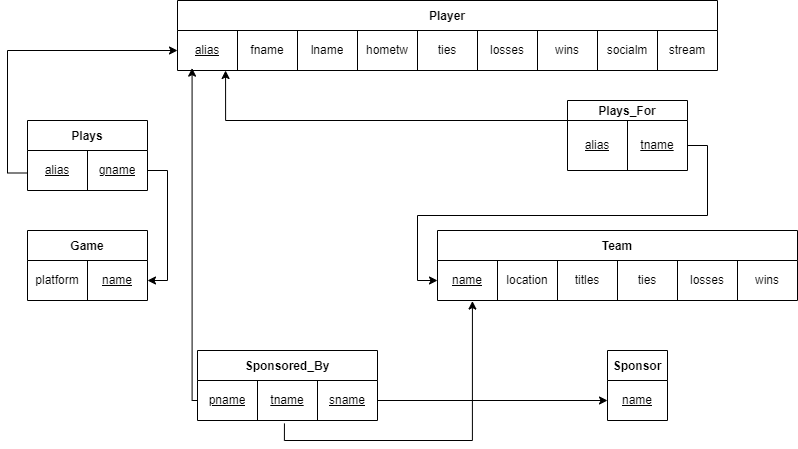 Player
alias fname lname hometw ties losses wins socialm stream
Plays_For
alias tname
Plays
alias gname
Game
platform name
Team
name location titles ties losses wins
Sponsored_By
pname tname sname
Sponsor
name